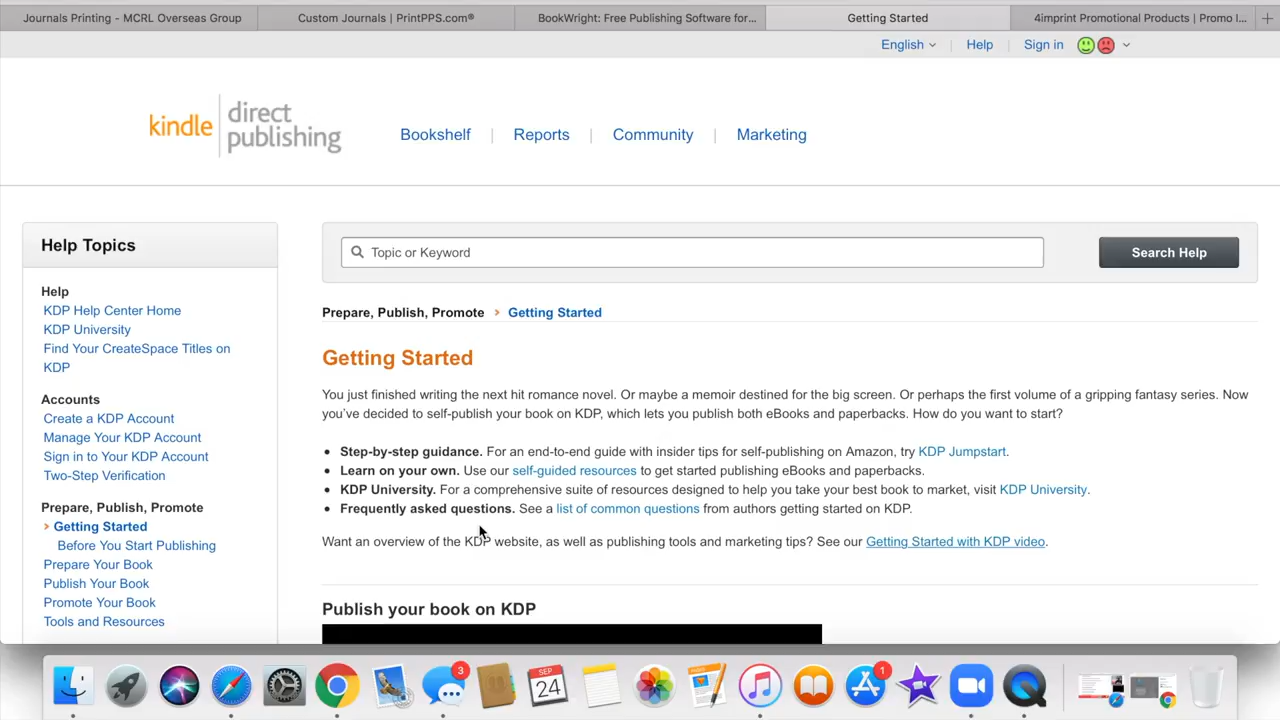 Journals Printing - MCRL Overseas Group
Custom Journals | PrintPPS.com®
BookWright: Free Publishing Software for...
Getting Started
4imprint Promotional Products | Promo I...
English
Help
Sign in
kindle direct publishing
Bookshelf
Reports
Community
Marketing
Help Topics
Help
KDP Help Center Home
KDP University
Find Your CreateSpace Titles on
KDP
Accounts
Create a KDP Account
Manage Your KDP Account
Sign in to Your KDP Account
Two-Step Verification
Prepare, Publish, Promote
Getting Started
Before You Start Publishing
Prepare Your Book
Publish Your Book
Promote Your Book
Tools and Resources
Topic or Keyword
Search Help
Prepare, Publish, Promote › Getting Started
Getting Started
You just finished writing the next hit romance novel. Or maybe a memoir destined for the big screen. Or perhaps the first volume of a gripping fantasy series. Now
you've decided to self-publish your book on KDP, which lets you publish both eBooks and paperbacks. How do you want to start?
• Step-by-step guidance. For an end-to-end guide with insider tips for self-publishing on Amazon, try KDP Jumpstart.
• Learn on your own. Use our self-guided resources to get started publishing eBooks and paperbacks.
• KDP University. For a comprehensive suite of resources designed to help you take your best book to market, visit KDP University.
• Frequently asked questions. See a list of common questions from authors getting started on KDP.
Want an overview of the KDP website, as well as publishing tools and marketing tips? See our Getting Started with KDP video.
Publish your book on KDP
3
SEP
24
1